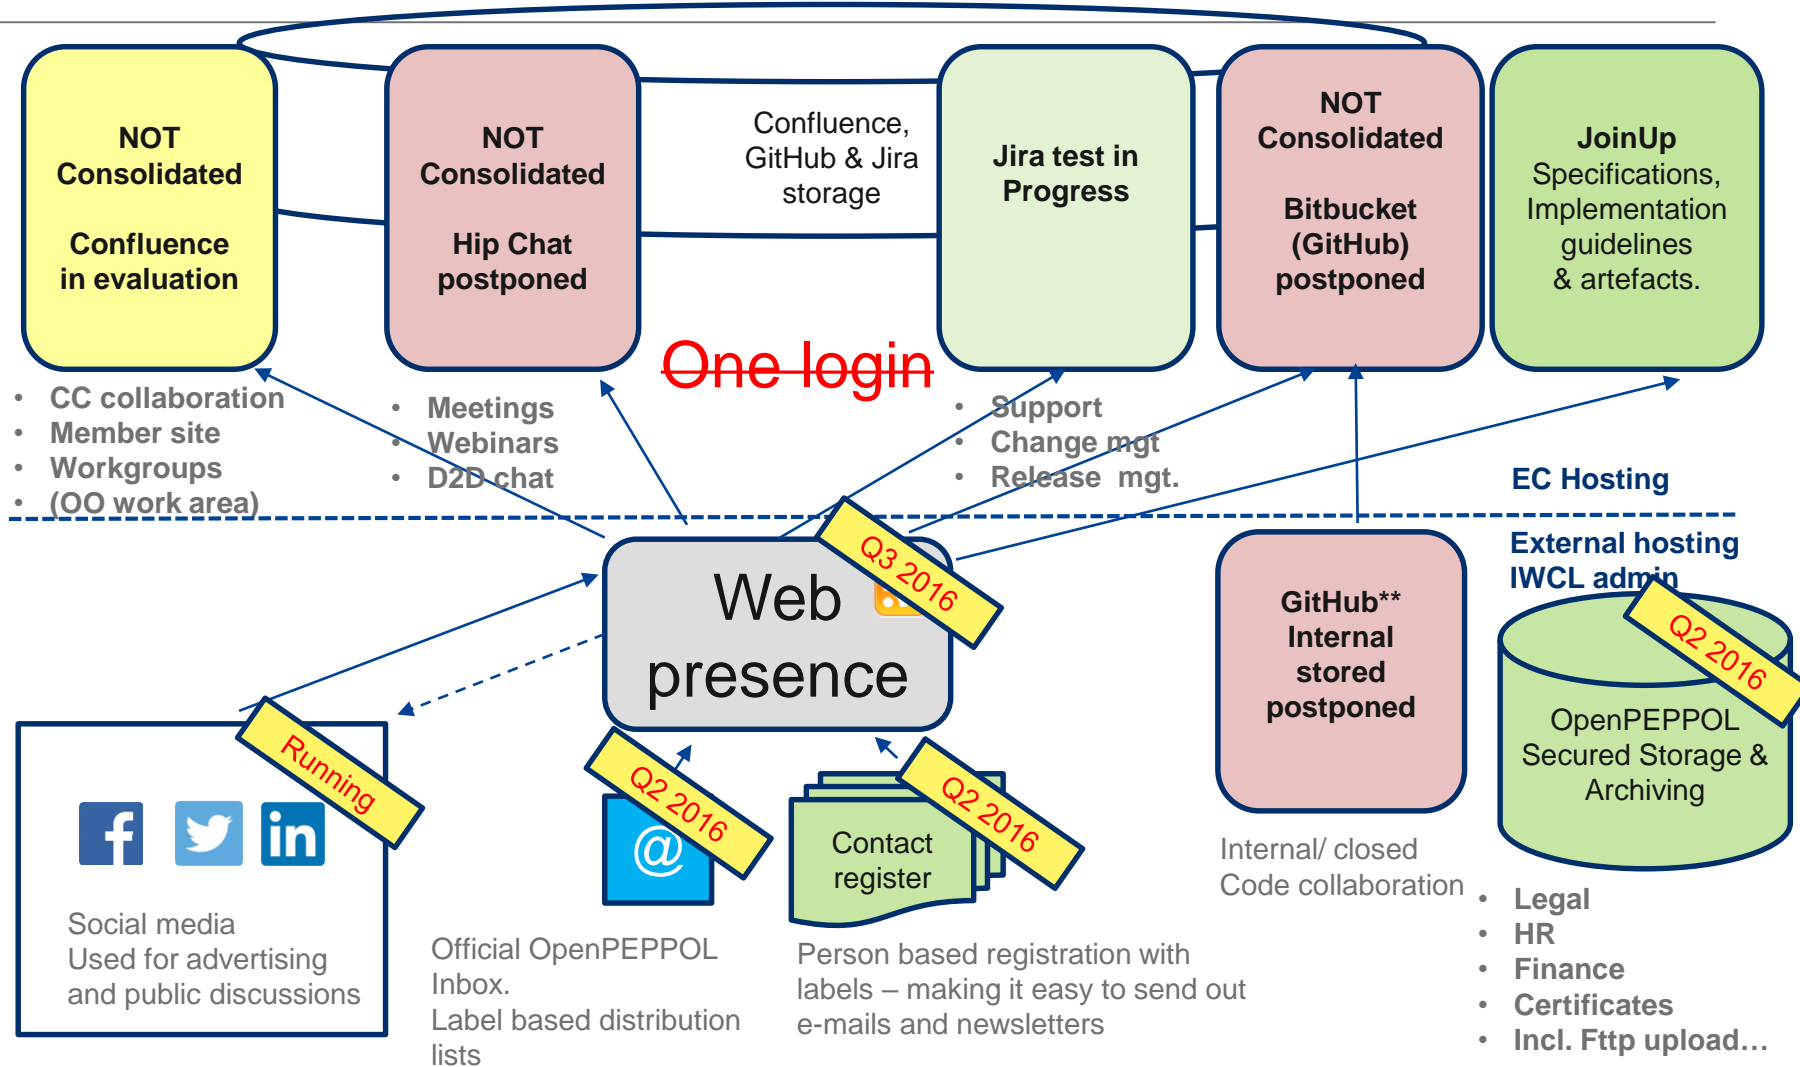 NOT
Consolidated
Confluence
in evaluation
NOT
Consolidated
Hip Chat
postponed
Confluence,
GitHub & Jira
storage
Jira test in
Progress
NOT
Consolidated
Bitbucket
(GitHub)
postponed
JoinUp
Specifications,
Implementation
guidelines
& artefacts.
One login
• CC collaboration
• Member site
• Workgroups
• (OO work area)
• Meetings
• Webinars
• D2D chat
• Support
• Change mgt
• Release mgt.
EC Hosting
External hosting
IWCL admin
Web
presence
Q3 2016
GitHub**
Internal
stored
postponed
Q2 2016
OpenPEPPOL
Secured Storage &
Archiving
Running
f
in
Social media
Used for advertising
and public discussions
Q2 2016
@
Official OpenPEPPOL
Inbox.
Label based distribution
lists
Q2 2016
Contact
register
Person based registration with
labels – making it easy to send out
e-mails and newsletters
Internal/ closed
Code collaboration
• Legal
• HR
• Finance
• Certificates
• Incl. Fttp upload…